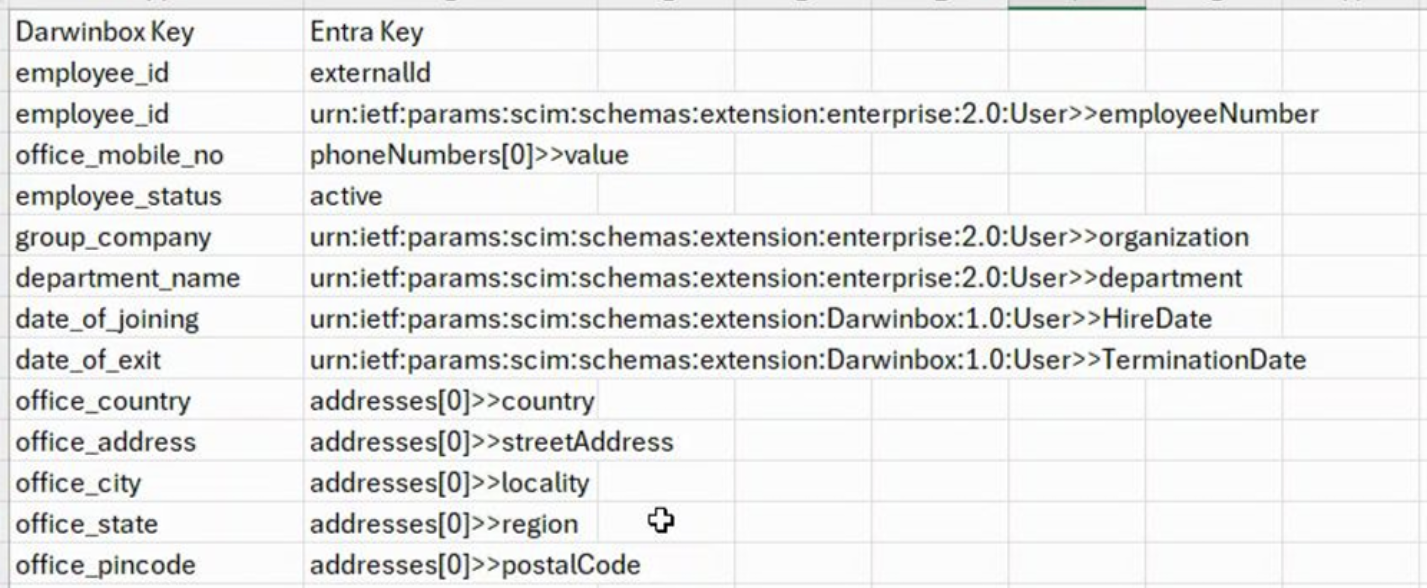 Darwinbox Key Entra Key
employee_id externalId
employee_id urn:ietf:params:scim:schemas:extension:enterprise:2.0:User>>employeeNumber
office_mobile_no phoneNumbers[0]>>value
employee_status active
group_company urn:ietf:params:scim:schemas:extension:enterprise:2.0:User>>organization
department_name urn:ietf:params:scim:schemas:extension:enterprise:2.0:User>>department
date_of_joining urn:ietf:params:scim:schemas:extension:Darwinbox:1.0:User>>HireDate
date_of_exit urn:ietf:params:scim:schemas:extension:Darwinbox:1.0:User>>TerminationDate
office_country addresses[0]>>country
office_address addresses[0]>>streetAddress
office_city addresses[0]>>locality
office_state addresses[0]>>region
office_pincode addresses[0]>>postalCode